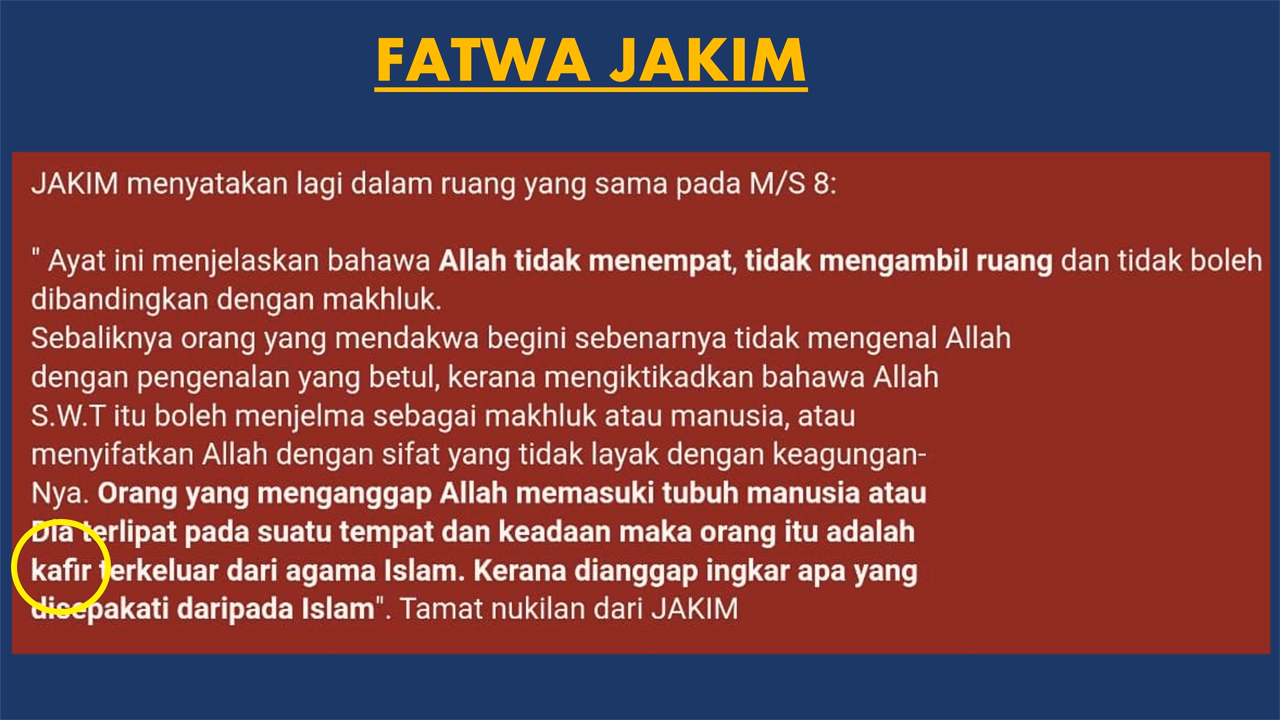 FATWA JAKIM
JAKIM menyatakan lagi dalam ruang yang sama pada M/S 8:
" Ayat ini menjelaskan bahawa Allah tidak menempat, tidak mengambil ruang dan tidak boleh
dibandingkan dengan makhluk.
Sebaliknya orang yang mendakwa begini sebenarnya tidak mengenal Allah
dengan pengenalan yang betul, kerana mengiktikadkan bahawa Allah
S.W.T itu boleh menjelma sebagai makhluk atau manusia, atau
menyifatkan Allah dengan sifat yang tidak layak dengan keagungan-
Nya. Orang yang menganggap Allah memasuki tubuh manusia atau
Dia terlipat pada suatu tempat dan keadaan maka orang itu adalah
kafir terkeluar dari agama Islam. Kerana dianggap ingkar apa yang
disepakati daripada Islam". Tamat nukilan dari JAKIM